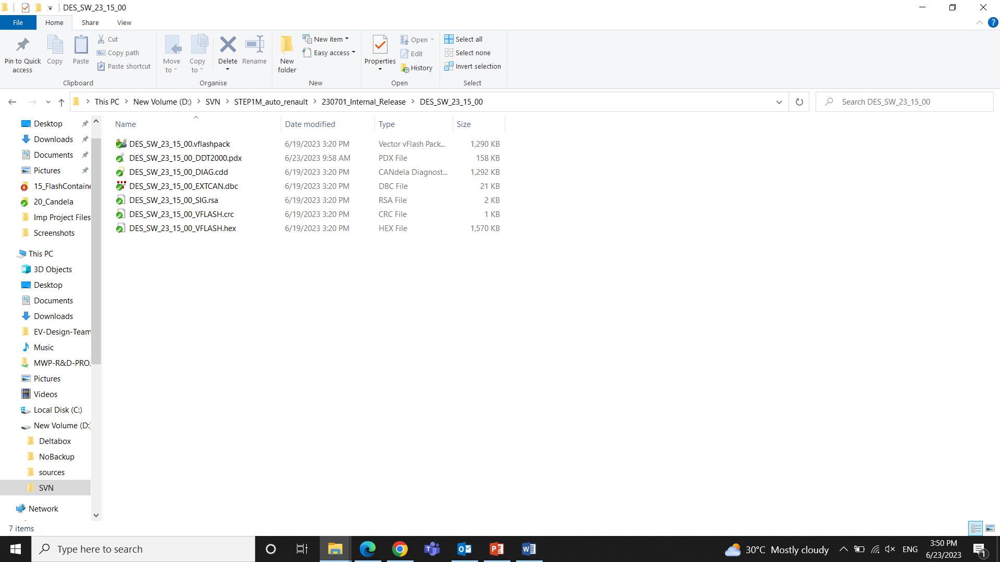 DES_SW_23_15_00
File
Home
Share
View
Pin to Quick access
Copy
Paste
Cut
Copy path
Paste shortcut
Clipboard
Move to
Copy to
Delete
Rename
Organise
New folder
New item
Easy access
New
Properties
Open
Edit
History
Open
Select all
Select none
Invert selection
Select
This PC > New Volume (D:) > SVN > STEP1M_auto_renault > 230701_Internal_Release > DES_SW_23_15_00
Search DES_SW_23_15_00
Desktop
Downloads
Documents
Pictures
15_FlashContaine
20_Candela
Imp Project Files
Screenshots
This PC
3D Objects
Desktop
Documents
Downloads
EV-Design-Team
Music
MWP-R&D-PRO.
Pictures
Videos
Local Disk (C:)
New Volume (D:)
Deltabox
NoBackup
sources
SVN
Network
Name Date modified Type Size
DES_SW_23_15_00.vflashpack 6/19/2023 3:20 PM Vector vFlash Pack... 1,290 KB
DES_SW_23_15_00_DDT2000.pdx 6/23/2023 9:58 AM PDX File 158 KB
DES_SW_23_15_00_DIAG.cdd 6/19/2023 3:20 PM CANdela Diagnost... 1,292 KB
DES_SW_23_15_00_EXTCAN.dbc 6/19/2023 3:20 PM DBC File 21 KB
DES_SW_23_15_00_SIG.rsa 6/19/2023 3:20 PM RSA File 2 KB
DES_SW_23_15_00_VFLASH.crc 6/19/2023 3:20 PM CRC File 1 KB
DES_SW_23_15_00_VFLASH.hex 6/19/2023 3:20 PM HEX File 1,570 KB
7 items
Type here to search
30°C Mostly cloudy
ENG
3:50 PM
6/23/2023
1